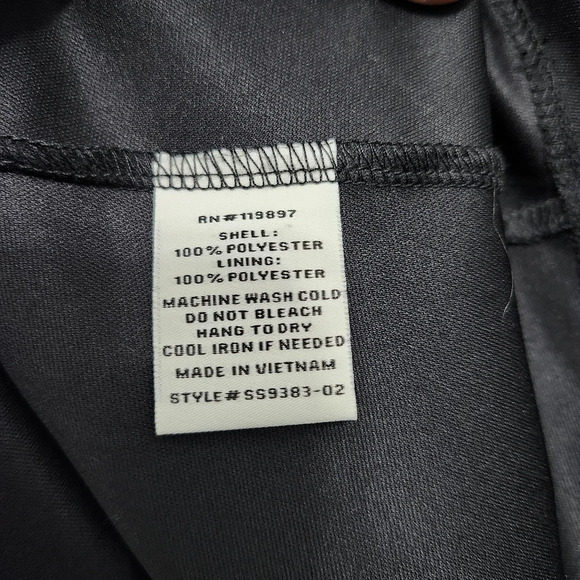 RN#119897
SHELL:
100% POLYESTER
LINING:
100% POLYESTER
MACHINE WASH COLD
DO NOT BLEACH
HANG TO DRY
COOL IRON IF NEEDED
MADE IN VIETNAM
STYLE# SS9383-02